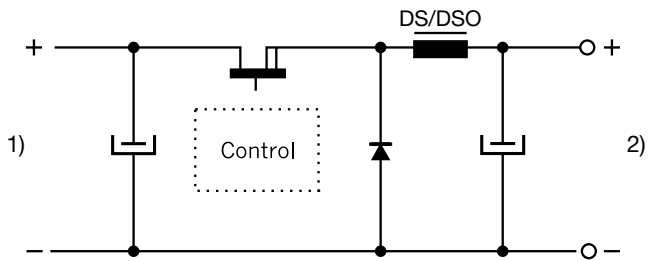 DS/DSO
+ +
1) Control 2)
− −